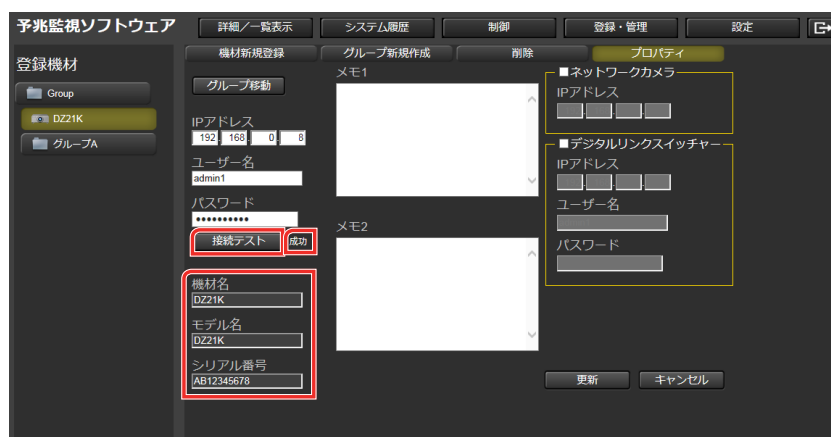 予兆監視ソフトウェア
詳細/一覧表示
システム履歴
制御
登録・管理
設定
登録機材
Group
DZ21K
グループA
機材新規登録
グループ新規作成
削除
プロパティ
グループ移動
IPアドレス
192 168 0 8
ユーザー名
admin1
パスワード
••••••••••
接続テスト
成功
機材名
DZ21K
モデル名
DZ21K
シリアル番号
AB12345678
メモ1
メモ2
■ネットワークカメラ
IPアドレス
■デジタルリンクスイッチャー
IPアドレス
ユーザー名
パスワード
更新
キャンセル